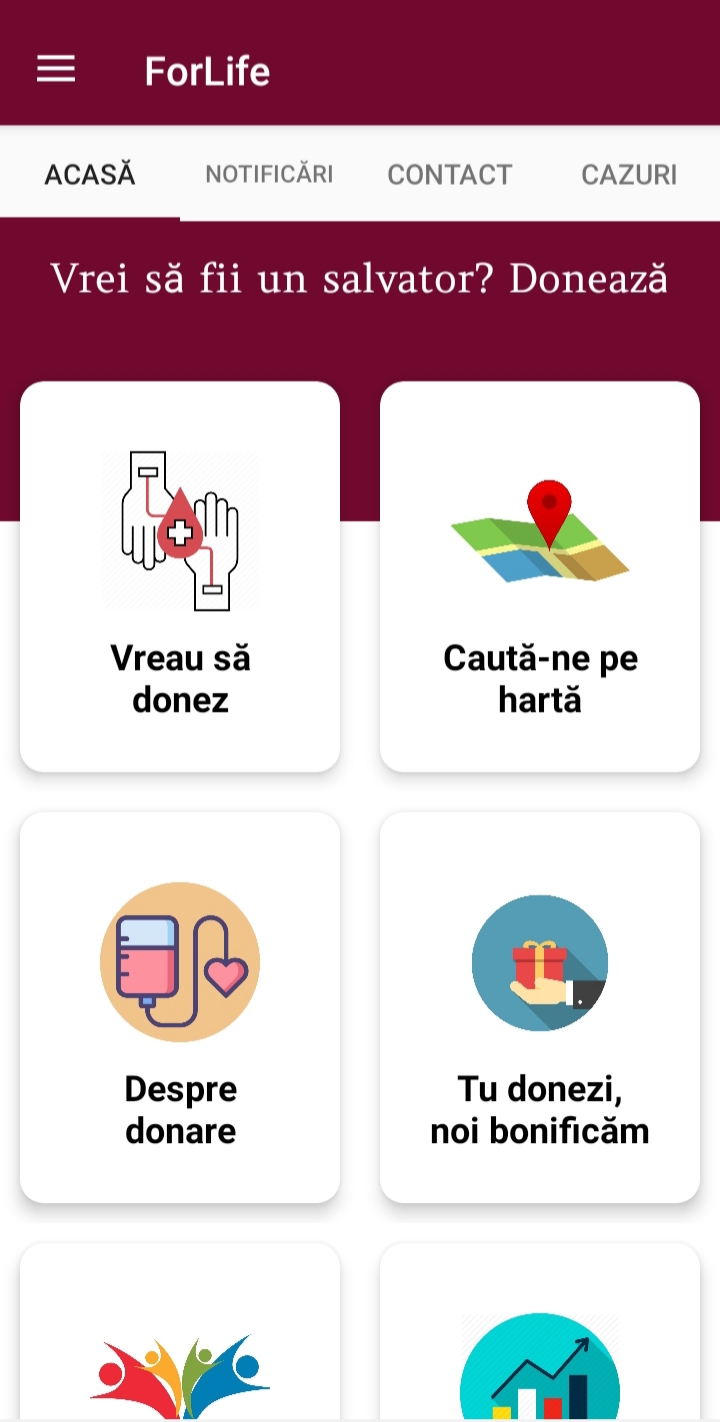 ForLife
ACASĂ NOTIFICĂRI CONTACT CAZURI
Vrei să fii un salvator? Donează
Vreau să
donez
Caută-ne pe
hartă
Despre
donare
Tu donezi,
noi bonificăm